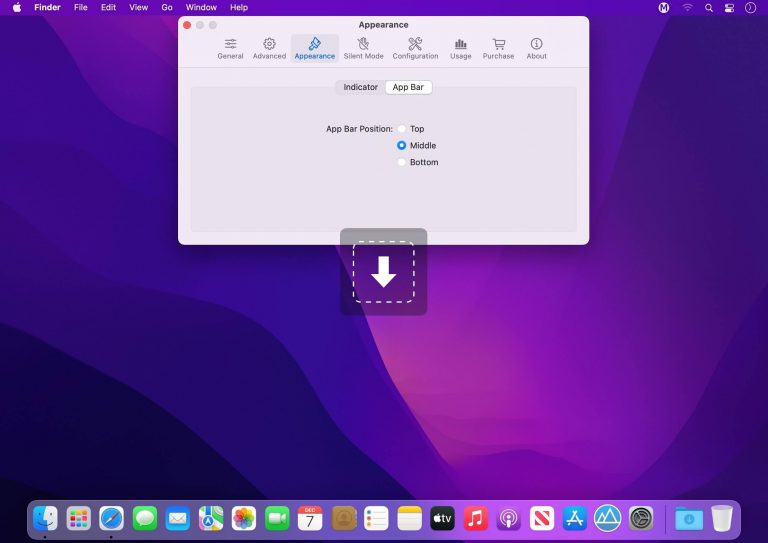 Finder File Edit View Go Window Help
Appearance
General Advanced Appearance Silent Mode Configuration Usage Purchase About
Indicator App Bar
App Bar Position: Top
Middle
Bottom
DEC
7
tv